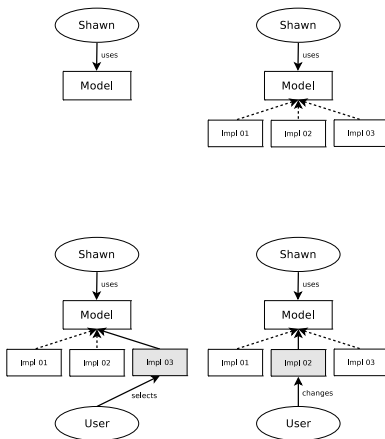 Shawn
uses
Model
Shawn
uses
Model
Impl 01
Impl 02
Impl 03
Shawn
uses
Model
Impl 01
Impl 02
Impl 03
selects
User
Shawn
uses
Model
Impl 01
Impl 02
Impl 03
changes
User